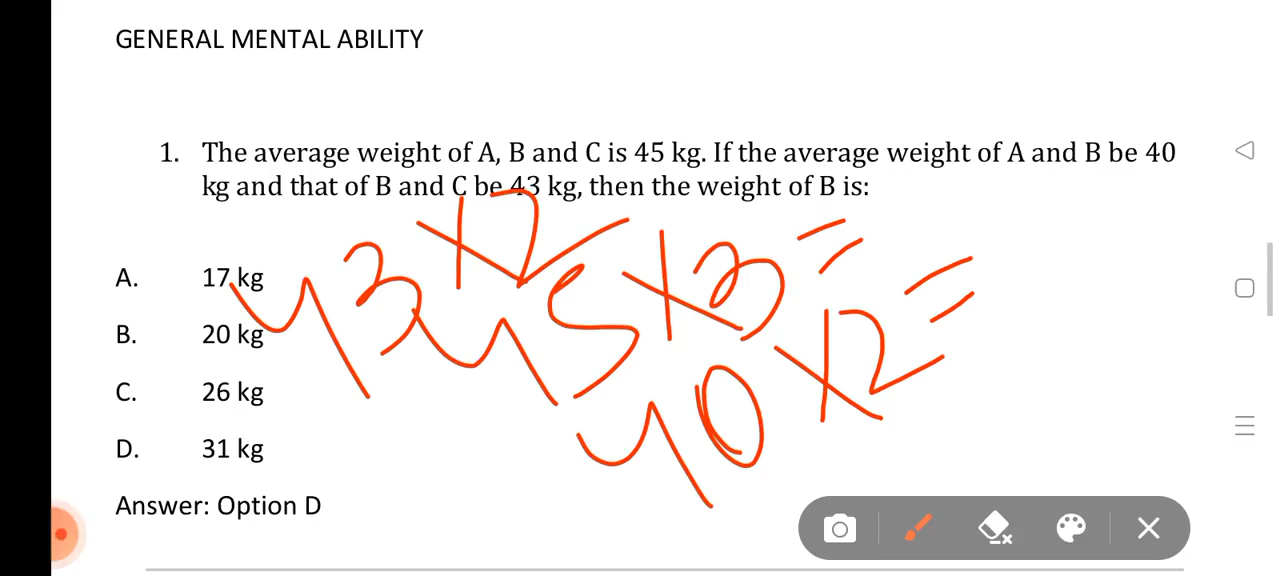 GENERAL MENTAL ABILITY
1. The average weight of A, B and C is 45 kg. If the average weight of A and B be 40
kg and that of B and C be 43 kg, then the weight of B is:
43 x 2
45 x 3 =
40 x 2 =
A. 17 kg
B. 20 kg
C. 26 kg
D. 31 kg
Answer: Option D